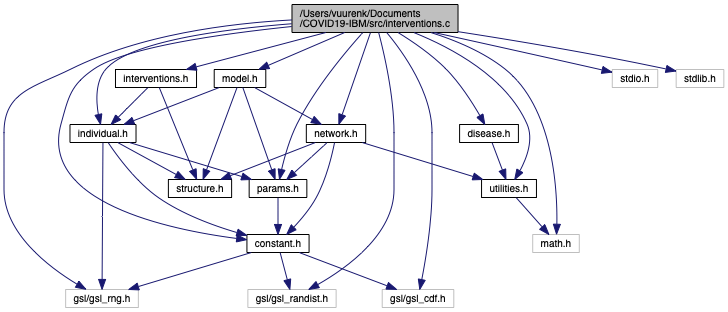 /Users/vuurenk/Documents
/COVID19-IBM/src/interventions.c
interventions.h
model.h
stdio.h
stdlib.h
individual.h
network.h
disease.h
structure.h
params.h
utilities.h
constant.h
math.h
gsl/gsl_rng.h
gsl/gsl_randist.h
gsl/gsl_cdf.h